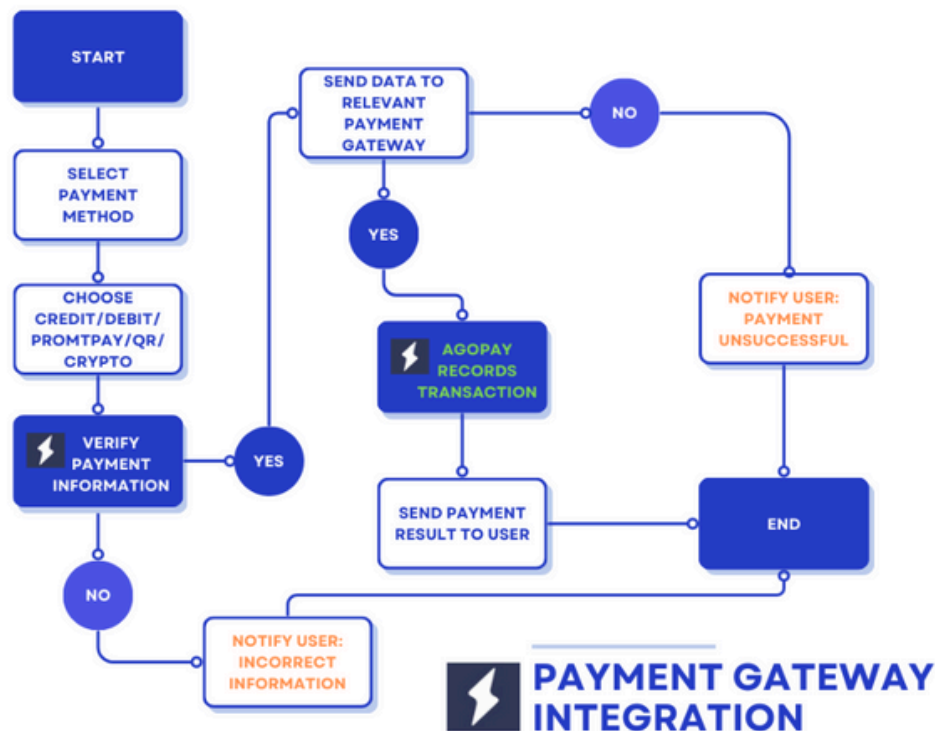 START
SELECT
PAYMENT
METHOD
CHOOSE
CREDIT/DEBIT/
PROMTPAY/QR/
CRYPTO
VERIFY
PAYMENT
INFORMATION
YES
NO
NOTIFY USER:
INCORRECT
INFORMATION
SEND DATA TO
RELEVANT
PAYMENT
GATEWAY
YES
NO
AGOPAY
RECORDS
TRANSACTION
SEND PAYMENT
RESULT TO USER
NOTIFY USER:
PAYMENT
UNSUCCESSFUL
END
PAYMENT GATEWAY
INTEGRATION